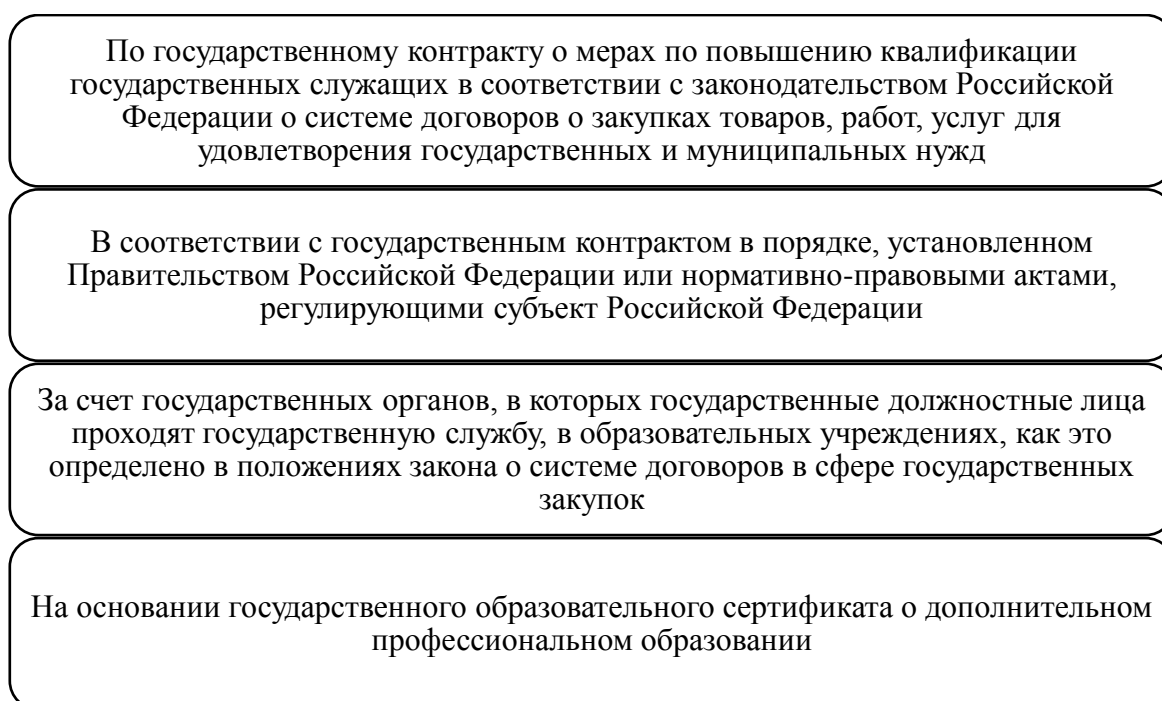 По государственному контракту о мерах по повышению квалификации
государственных служащих в соответствии с законодательством Российской
Федерации о системе договоров о закупках товаров, работ, услуг для
удовлетворения государственных и муниципальных нужд
В соответствии с государственным контрактом в порядке, установленном
Правительством Российской Федерации или нормативно-правовыми актами,
регулирующими субъект Российской Федерации
За счет государственных органов, в которых государственные должностные лица
проходят государственную службу, в образовательных учреждениях, как это
определено в положениях закона о системе договоров в сфере государственных
закупок
На основании государственного образовательного сертификата о дополнительном
профессиональном образовании